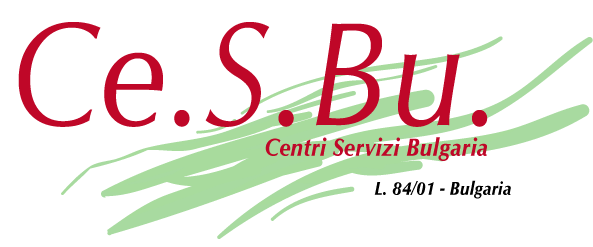 Ce.S.Bu.
Centri Servizi Bulgaria
L. 84/01 - Bulgaria